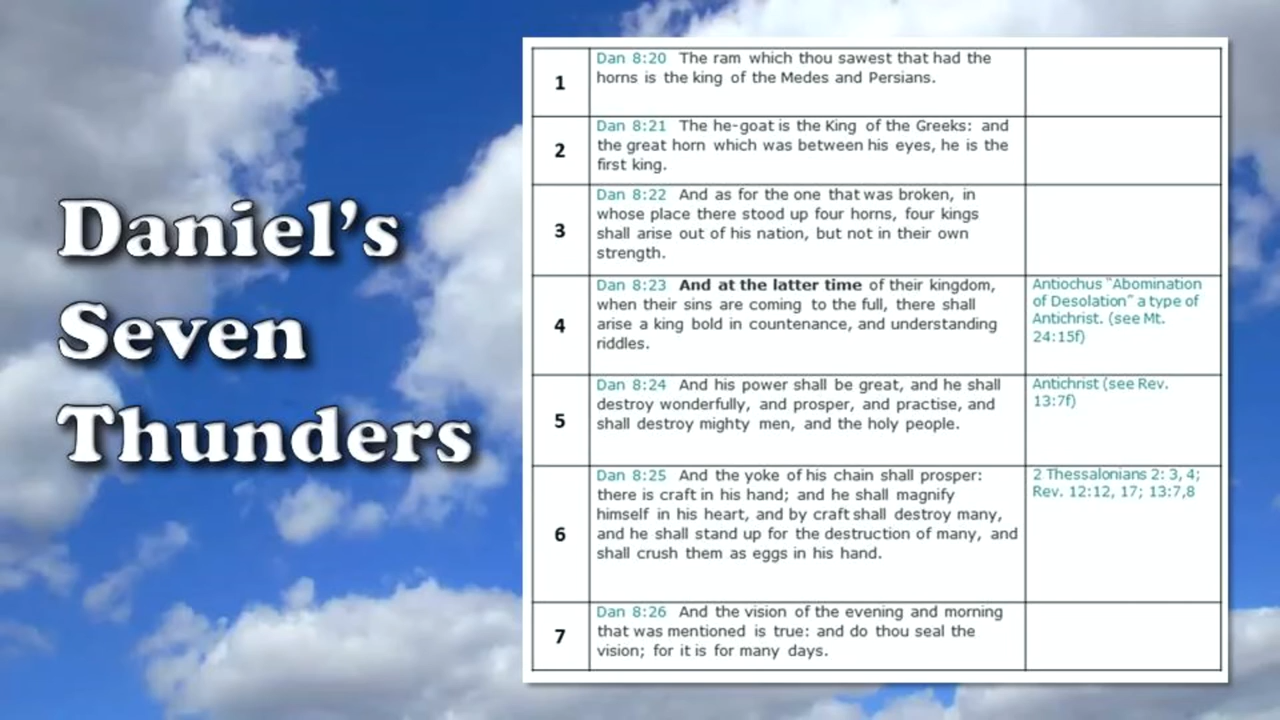 Daniel's
Seven
Thunders
1
Dan 8:20 The ram which thou sawest that had the
horns is the king of the Medes and Persians.
2
Dan 8:21 The he-goat is the King of the Greeks: and
the great horn which was between his eyes, he is the
first king.
3
Dan 8:22 And as for the one that was broken, in
whose place there stood up four horns, four kings
shall arise out of his nation, but not in their own
strength.
4
Dan 8:23 And at the latter time of their kingdom,
when their sins are coming to the full, there shall
arise a king bold in countenance, and understanding
riddles.
Antiochus "Abomination
of Desolation" a type of
Antichrist. (see Mt.
24:15f)
5
Dan 8:24 And his power shall be great, and he shall
destroy wonderfully, and prosper, and practise, and
shall destroy mighty men, and the holy people.
Antichrist (see Rev.
13:7f)
6
Dan 8:25 And the yoke of his chain shall prosper:
there is craft in his hand; and he shall magnify
himself in his heart, and by craft shall destroy many,
and he shall stand up for the destruction of many, and
shall crush them as eggs in his hand.
2 Thessalonians 2: 3, 4;
Rev. 12:12, 17; 13:7,8
7
Dan 8:26 And the vision of the evening and morning
that was mentioned is true: and do thou seal the
vision; for it is for many days.